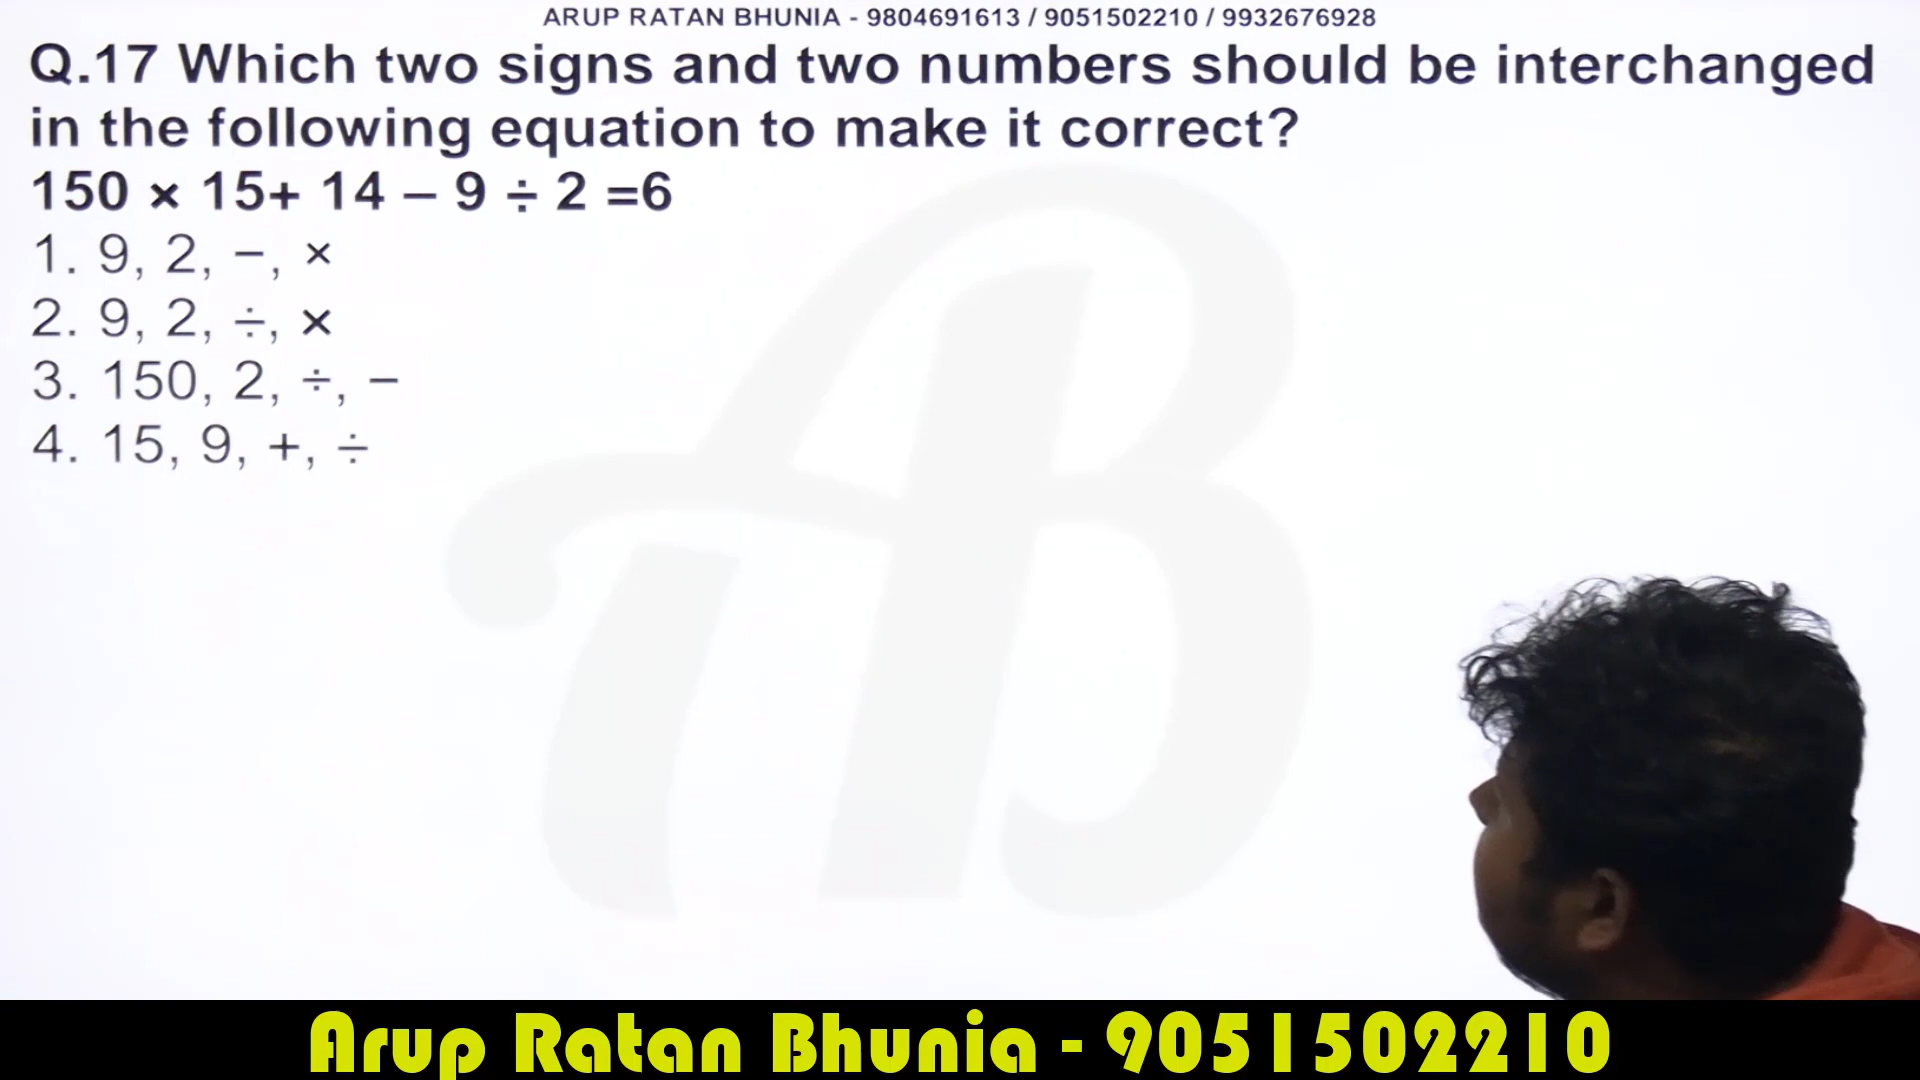 ARUP RATAN BHUNIA - 9804691613 / 9051502210 / 9932676928
Q.17 Which two signs and two numbers should be interchanged
in the following equation to make it correct?
150 × 15+ 14 – 9 ÷ 2 =6
1. 9, 2, −, ×
2. 9, 2, ÷, ×
3. 150, 2, ÷, −
4. 15, 9, +, ÷
Arup Ratan Bhunia - 9051502210